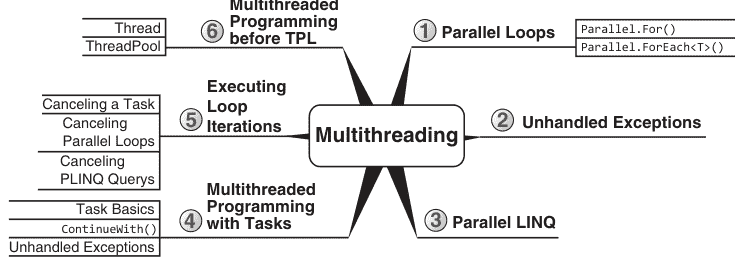 Multithreading
1 Parallel Loops
Parallel.For()
Parallel.ForEach<T>()
2 Unhandled Exceptions
3 Parallel LINQ
4 Multithreaded
Programming
with Tasks
Task Basics
ContinueWith()
Unhandled Exceptions
5 Executing
Loop
Iterations
Canceling a Task
Canceling
Parallel Loops
Canceling
PLINQ Querys
6 Multithreaded
Programming
before TPL
Thread
ThreadPool